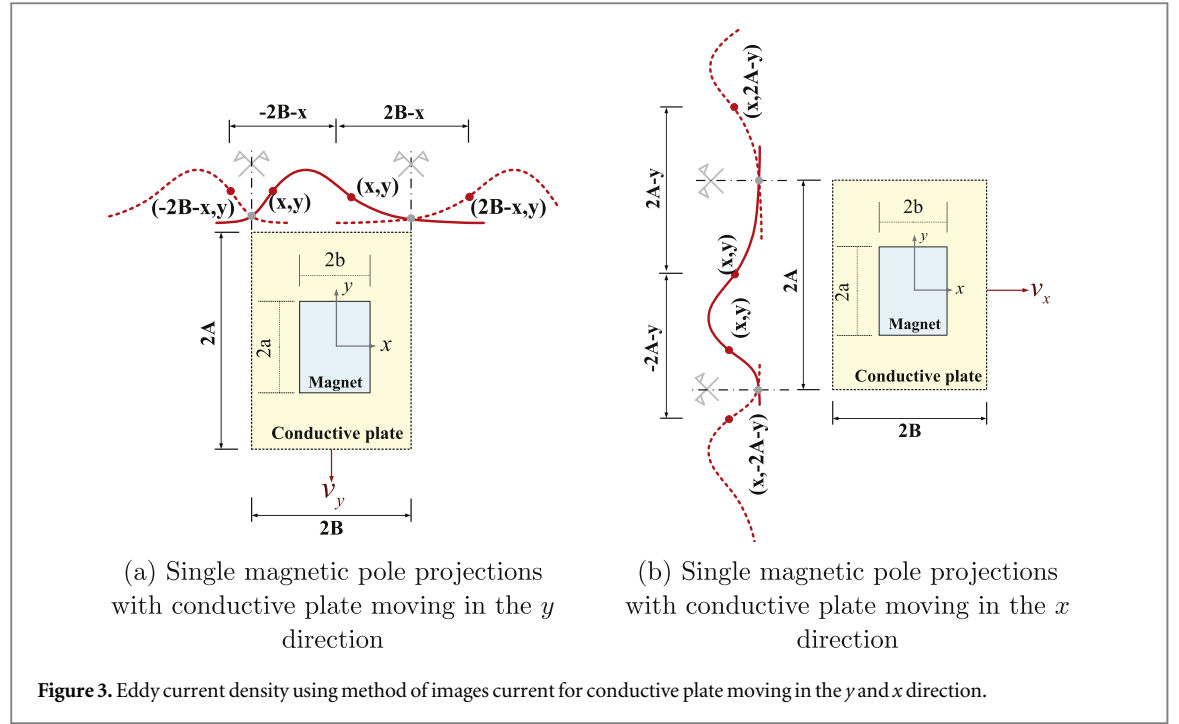 -2B-x
2B-x
(x,y)
(x,y)
(-2B-x,y)
(2B-x,y)
2b
y
2A
2a
x
Magnet
Conductive plate
v_y
2B
(x,2A-y)
2A-y
(x,y)
2A
(x,y)
-2A-y
(x,-2A-y)
2b
y
2a
x
v_x
Magnet
Conductive plate
2B
(a) Single magnetic pole projections
with conductive plate moving in the y
direction
(b) Single magnetic pole projections
with conductive plate moving in the x
direction
Figure 3. Eddy current density using method of images current for conductive plate moving in the y and x direction.